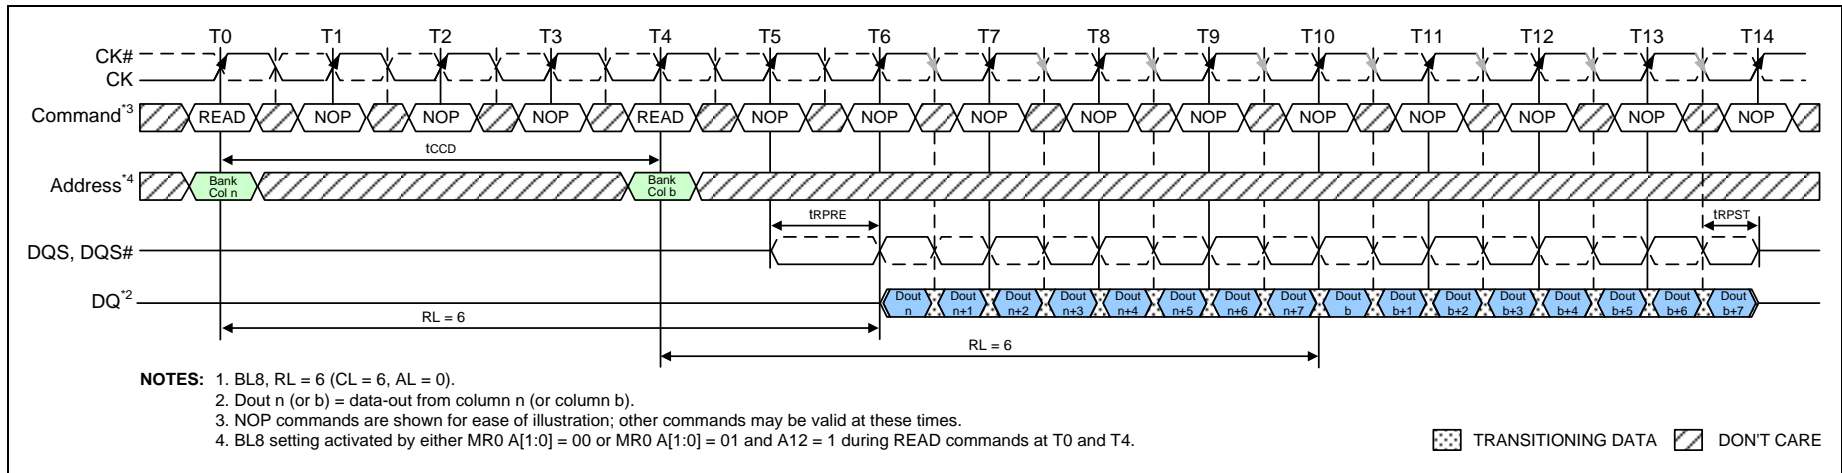 T0 T1 T2 T3 T4 T5 T6 T7 T8 T9 T10 T11 T12 T13 T14
CK#
CK
Command*3 READ NOP NOP NOP READ NOP NOP NOP NOP NOP NOP NOP NOP NOP NOP
tCCD
Address*4 Bank Col n Bank Col b
tRPRE tRPST
DQS, DQS#
DQ*2 Dout n Dout n+1 Dout n+2 Dout n+3 Dout n+4 Dout n+5 Dout n+6 Dout n+7 Dout b Dout b+1 Dout b+2 Dout b+3 Dout b+4 Dout b+5 Dout b+6 Dout b+7
RL = 6
RL = 6
NOTES: 1. BL8, RL = 6 (CL = 6, AL = 0).
2. Dout n (or b) = data-out from column n (or column b).
3. NOP commands are shown for ease of illustration; other commands may be valid at these times.
4. BL8 setting activated by either MR0 A[1:0] = 00 or MR0 A[1:0] = 01 and A12 = 1 during READ commands at T0 and T4.
TRANSITIONING DATA DON'T CARE